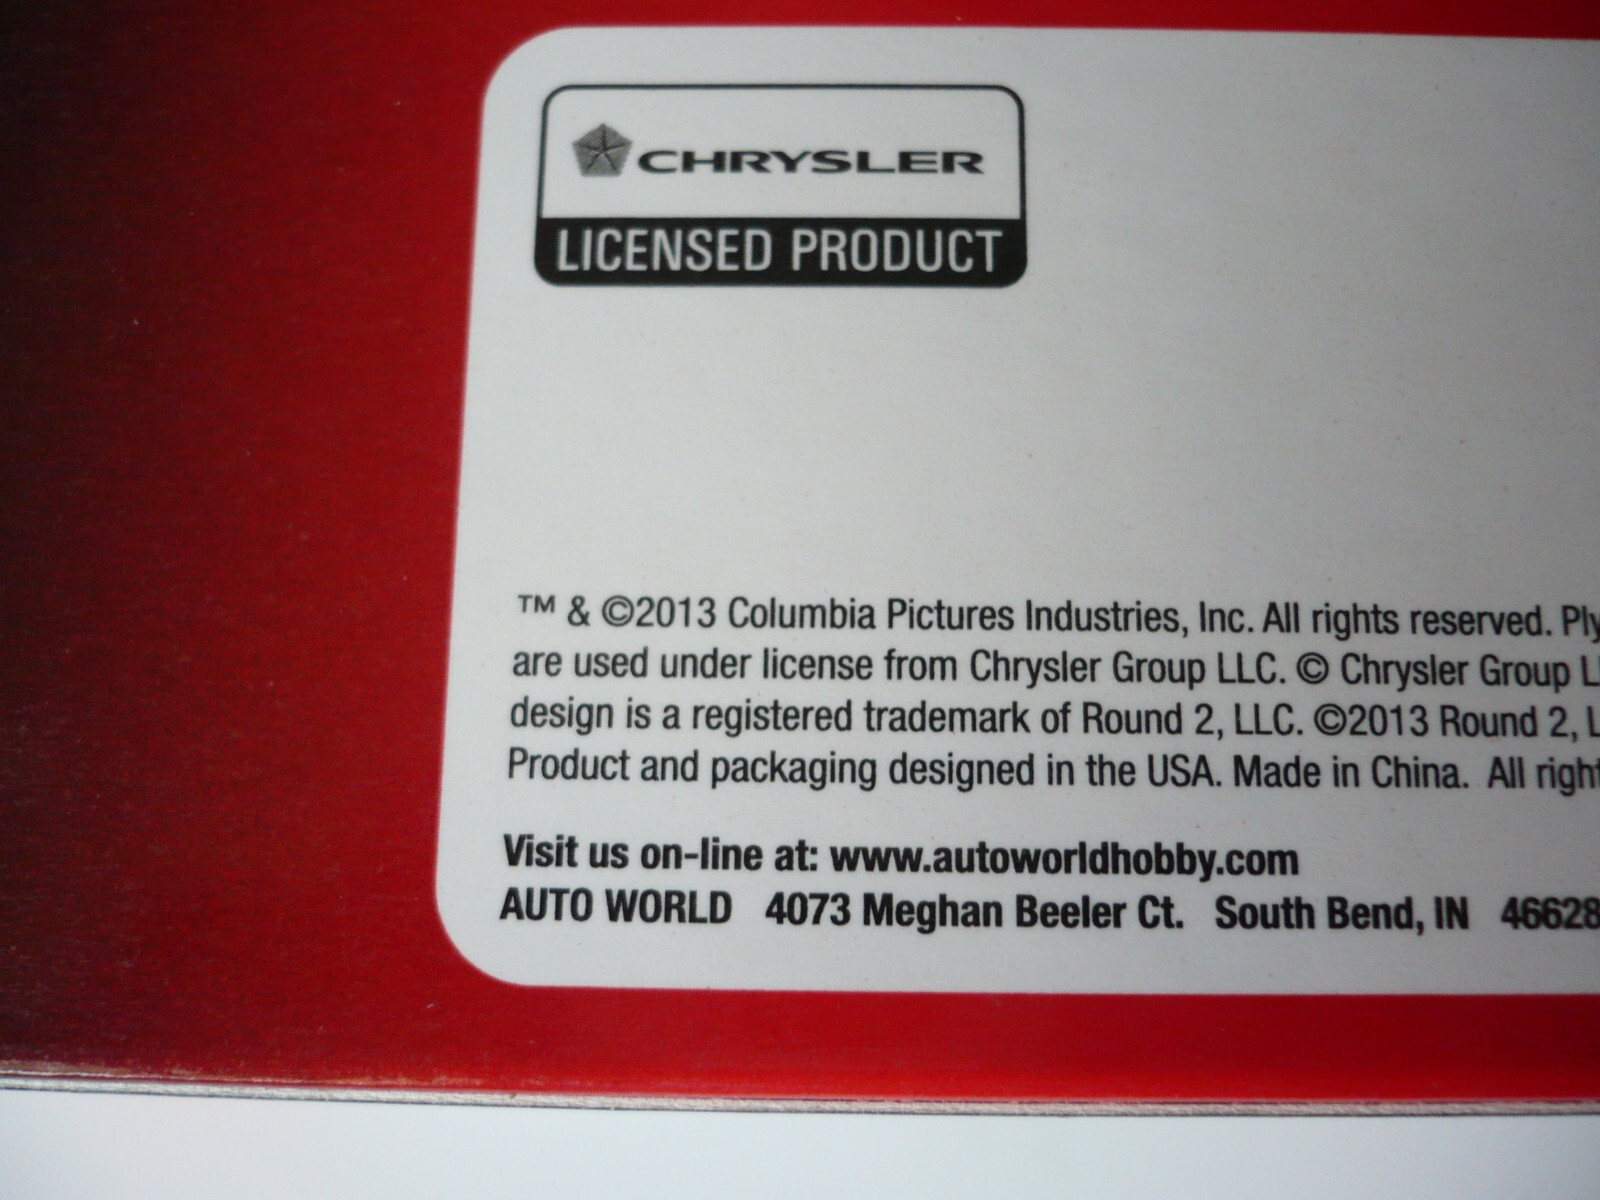 CHRYSLER
LICENSED PRODUCT
™ & ©2013 Columbia Pictures Industries, Inc. All rights reserved. Ply
are used under license from Chrysler Group LLC. © Chrysler Group L
design is a registered trademark of Round 2, LLC. ©2013 Round 2, L
Product and packaging designed in the USA. Made in China. All right
Visit us on-line at: www.autoworldhobby.com
AUTO WORLD 4073 Meghan Beeler Ct. South Bend, IN 46628